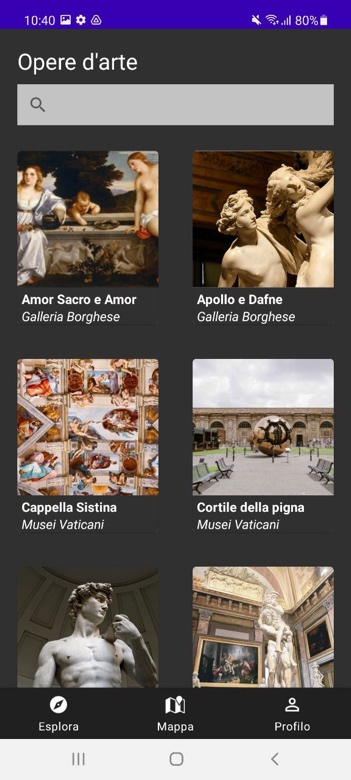 10:40 80%
Opere d'arte
Amor Sacro e Amor
Galleria Borghese
Apollo e Dafne
Galleria Borghese
Cappella Sistina
Musei Vaticani
Cortile della pigna
Musei Vaticani
Esplora
Mappa
Profilo